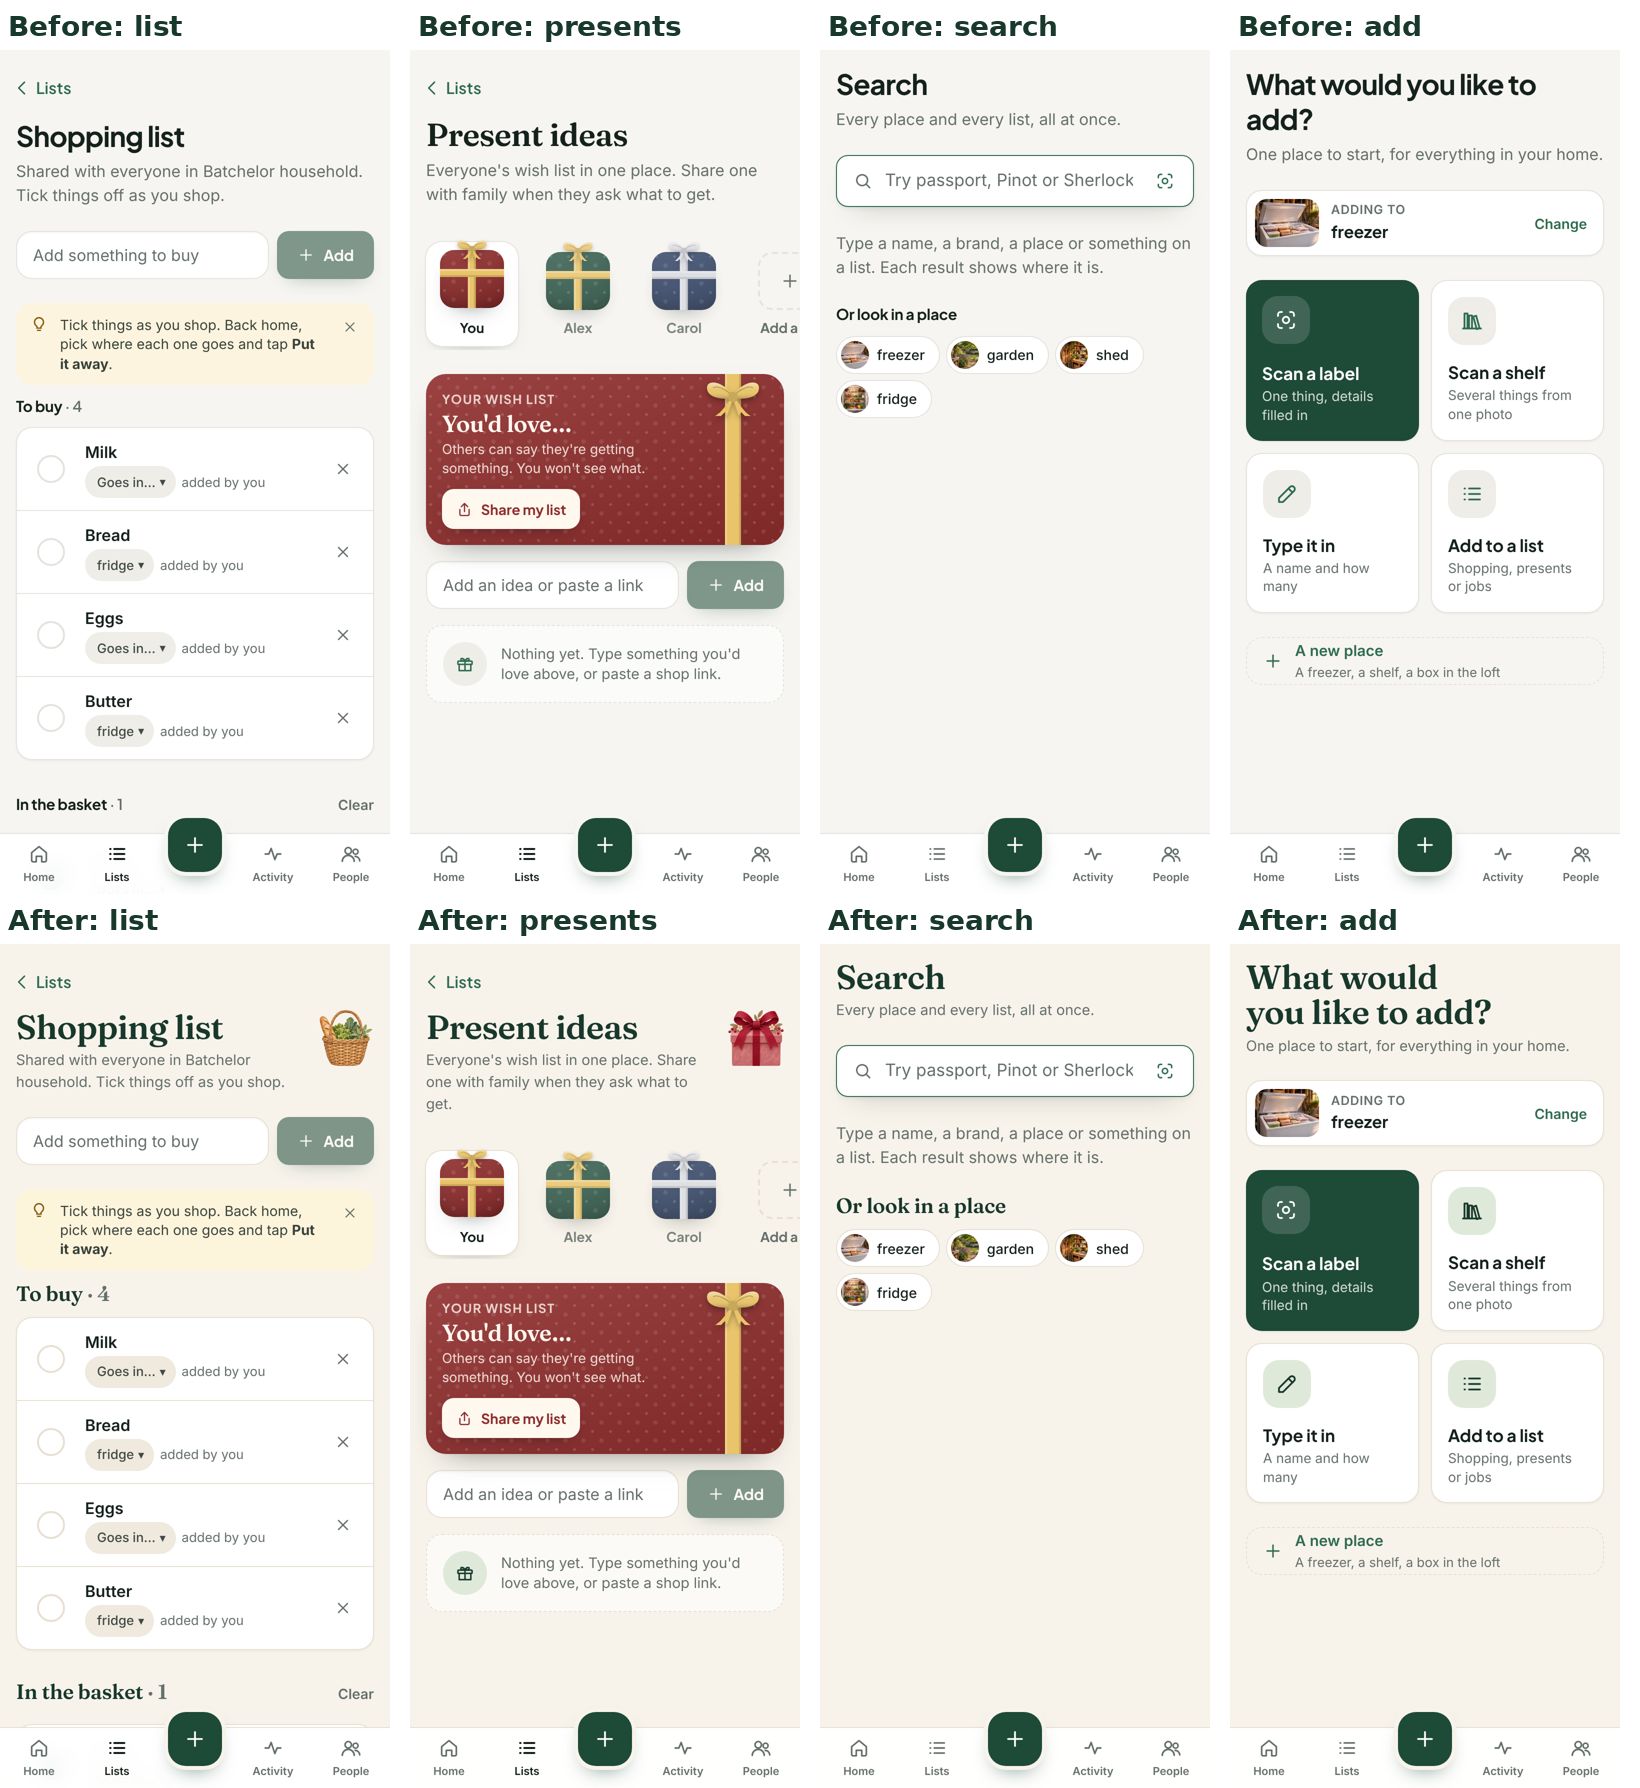 Before: list
Lists
Shopping list
Shared with everyone in Batchelor household.
Tick things off as you shop.
Add something to buy
+ Add
Tick things as you shop. Back home,
pick where each one goes and tap Put
it away.
To buy · 4
Milk
Goes in... ▾ added by you
Bread
fridge ▾ added by you
Eggs
Goes in... ▾ added by you
Butter
fridge ▾ added by you
In the basket · 1 Clear
Home Lists + Activity People
Before: presents
Lists
Present ideas
Everyone's wish list in one place. Share one
with family when they ask what to get.
You Alex Carol Add a
YOUR WISH LIST
You'd love...
Others can say they're getting
something. You won't see what.
Share my list
Add an idea or paste a link
+ Add
Nothing yet. Type something you'd
love above, or paste a shop link.
Home Lists + Activity People
Before: search
Search
Every place and every list, all at once.
Try passport, Pinot or Sherlock
Type a name, a brand, a place or something on
a list. Each result shows where it is.
Or look in a place
freezer garden shed
fridge
Home Lists + Activity People
Before: add
What would you like to
add?
One place to start, for everything in your home.
ADDING TO
freezer
Change
Scan a label
One thing, details
filled in
Scan a shelf
Several things from
one photo
Type it in
A name and how
many
Add to a list
Shopping, presents
or jobs
+ A new place
A freezer, a shelf, a box in the loft
Home Lists + Activity People
After: list
Lists
Shopping list
Shared with everyone in Batchelor
household. Tick things off as you shop.
Add something to buy
+ Add
Tick things as you shop. Back home,
pick where each one goes and tap Put
it away.
To buy · 4
Milk
Goes in... ▾ added by you
Bread
fridge ▾ added by you
Eggs
Goes in... ▾ added by you
Butter
fridge ▾ added by you
In the basket · 1 Clear
Home Lists + Activity People
After: presents
Lists
Present ideas
Everyone's wish list in one place. Share
one with family when they ask what to
get.
You Alex Carol Add a
YOUR WISH LIST
You'd love...
Others can say they're getting
something. You won't see what.
Share my list
Add an idea or paste a link
+ Add
Nothing yet. Type something you'd
love above, or paste a shop link.
Home Lists + Activity People
After: search
Search
Every place and every list, all at once.
Try passport, Pinot or Sherlock
Type a name, a brand, a place or something on
a list. Each result shows where it is.
Or look in a place
freezer garden shed
fridge
Home Lists + Activity People
After: add
What would
you like to add?
One place to start, for everything in your home.
ADDING TO
freezer
Change
Scan a label
One thing, details
filled in
Scan a shelf
Several things from
one photo
Type it in
A name and how
many
Add to a list
Shopping, presents
or jobs
+ A new place
A freezer, a shelf, a box in the loft
Home Lists + Activity People